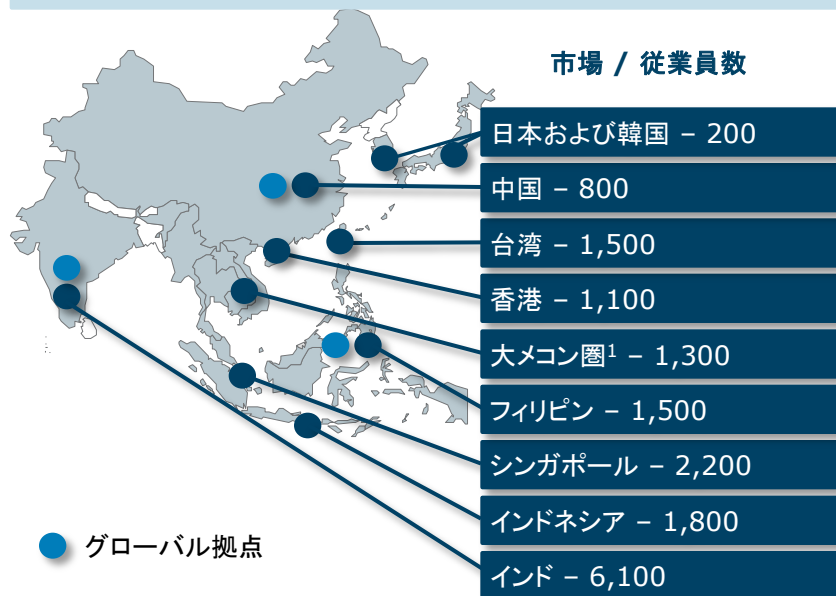 市場 / 従業員数
日本および韓国 – 200
中国 – 800
台湾 – 1,500
香港 – 1,100
大メコン圏¹ – 1,300
フィリピン – 1,500
シンガポール – 2,200
インドネシア – 1,800
インド – 6,100
グローバル拠点